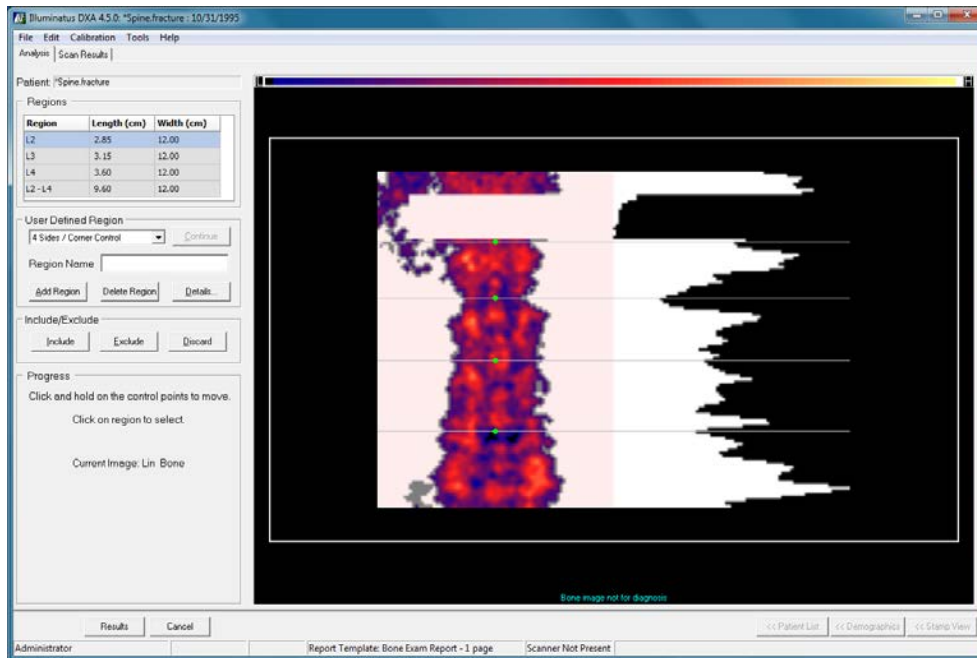 Illuminatus DXA 4.5.0: *Spine.fracture : 10/31/1995
File Edit Calibration Tools Help
Analysis Scan Results
Patient: *Spine.fracture
Regions
Region Length (cm) Width (cm)
L2 2.85 12.00
L3 3.15 12.00
L4 3.60 12.00
L2 - L4 9.60 12.00
User Defined Region
4 Sides / Corner Control Continue
Region Name
Add Region Delete Region Details...
Include/Exclude
Include Exclude Discard
Progress
Click and hold on the control points to move.
Click on region to select.
Current Image: Lin Bone
Bone image not for diagnosis
Results Cancel << Patient List << Demographics << Stamp View
Administrator Report Template: Bone Exam Report - 1 page Scanner Not Present